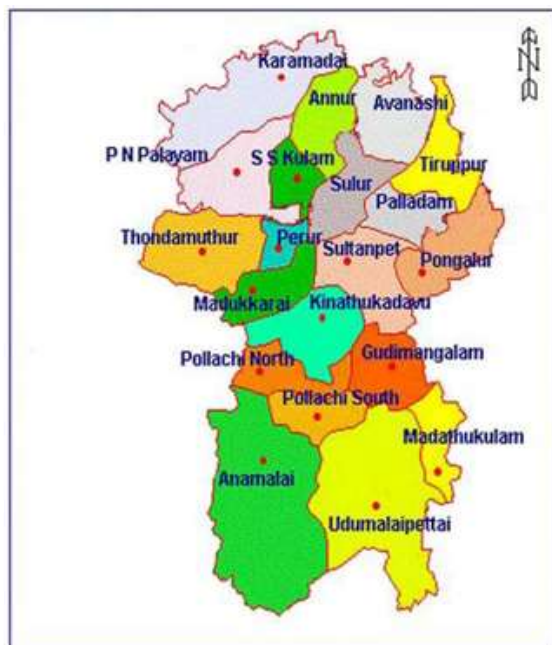 Karamadai
N
Annur
Avanashi
P N Palayam
S S Kulam
Tiruppur
Sulur
Palladam
Thondamuthur
Perur
Sultanpet
Pongalur
Madukkarai
Kinathukadavu
Pollachi North
Gudimangalam
Pollachi South
Madathukulam
Anamalai
Udumalaipettai